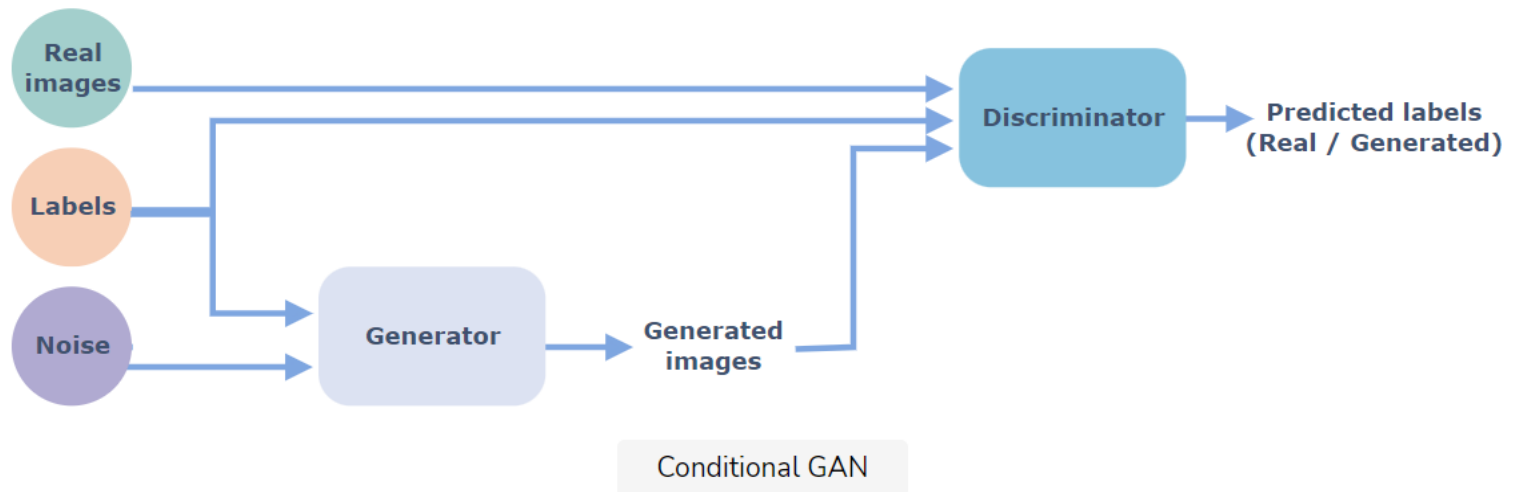 Real
images
Labels
Noise
Generator
Generated
images
Discriminator
Predicted labels
(Real / Generated)
Conditional GAN